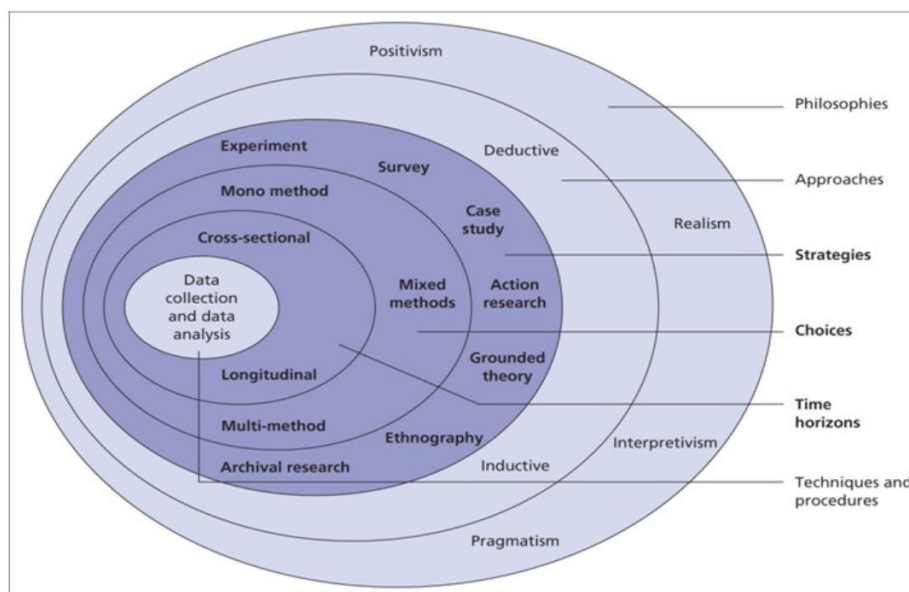 Positivism
Philosophies
Experiment
Deductive
Survey
Approaches
Mono method
Case
study
Realism
Cross-sectional
Strategies
Data
collection
and data
analysis
Mixed
methods
Action
research
Choices
Grounded
theory
Longitudinal
Time
horizons
Multi-method
Ethnography
Interpretivism
Archival research
Inductive
Techniques and
procedures
Pragmatism